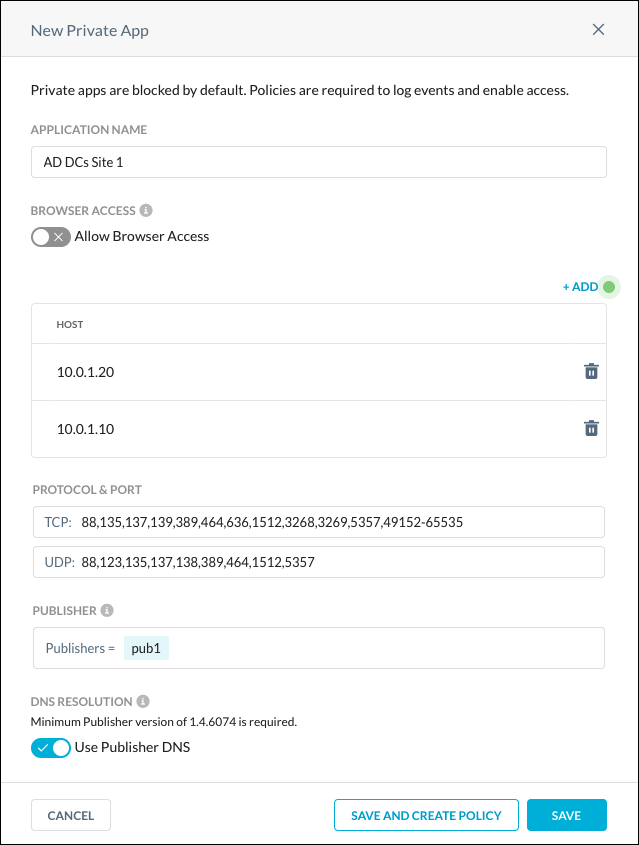 New Private App
Private apps are blocked by default. Policies are required to log events and enable access.
APPLICATION NAME
AD DCs Site 1
BROWSER ACCESS
Allow Browser Access
+ ADD
HOST
10.0.1.20
10.0.1.10
PROTOCOL & PORT
TCP: 88,135,137,139,389,464,636,1512,3268,3269,5357,49152-65535
UDP: 88,123,135,137,138,389,464,1512,5357
PUBLISHER
Publishers = pub1
DNS RESOLUTION
Minimum Publisher version of 1.4.6074 is required.
Use Publisher DNS
CANCEL SAVE AND CREATE POLICY SAVE